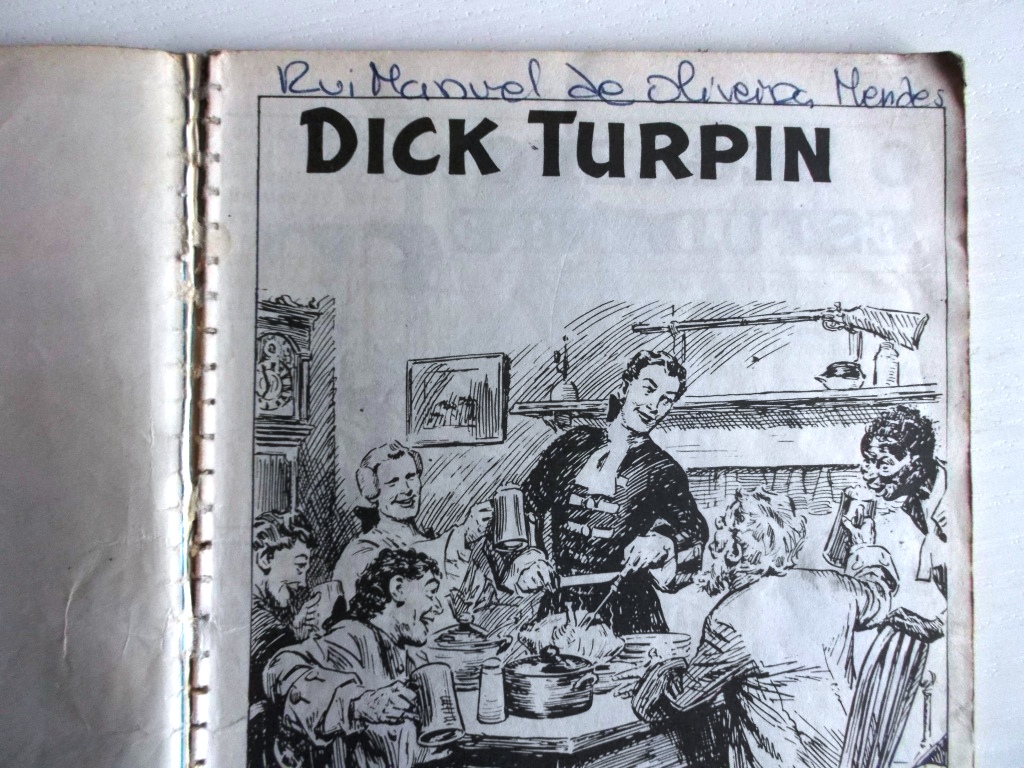 Rui Manuel de Oliveira Mendes
DICK TURPIN